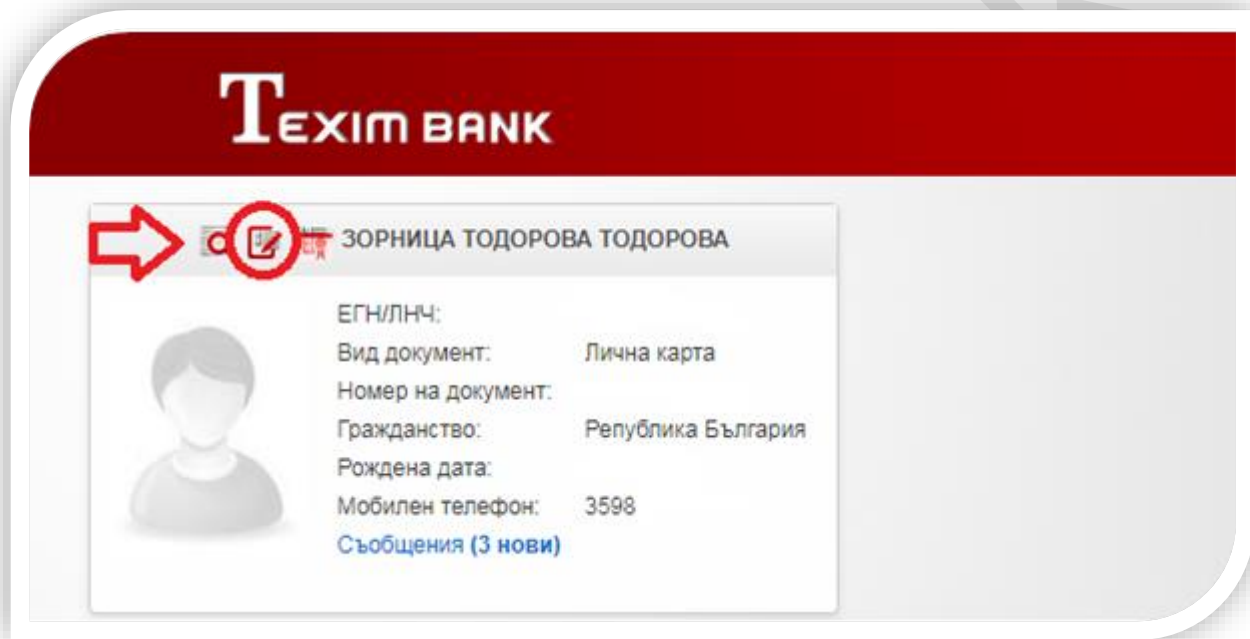 TEXIM BANK
ЗОРНИЦА ТОДОРОВА ТОДОРОВА
ЕГН/ЛНЧ:
Вид документ: Лична карта
Номер на документ:
Гражданство: Република България
Рождена дата:
Мобилен телефон: 3598
Съобщения (3 нови)